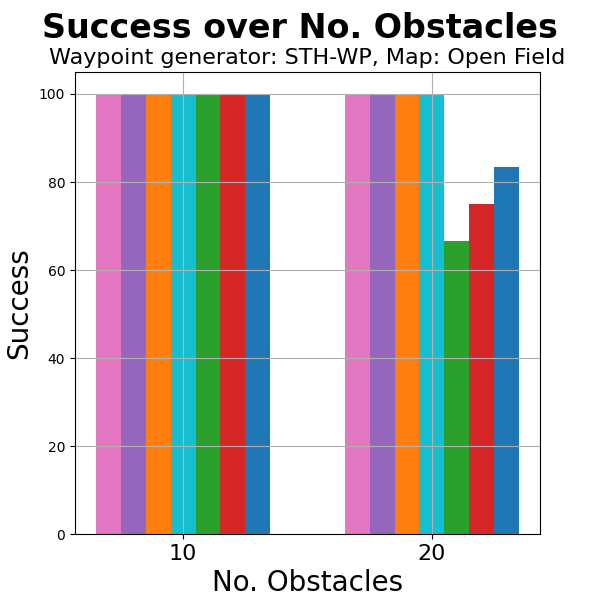 Success over No. Obstacles
Waypoint generator: STH-WP, Map: Open Field
100
80
60
40
20
0
Success
10 20
No. Obstacles